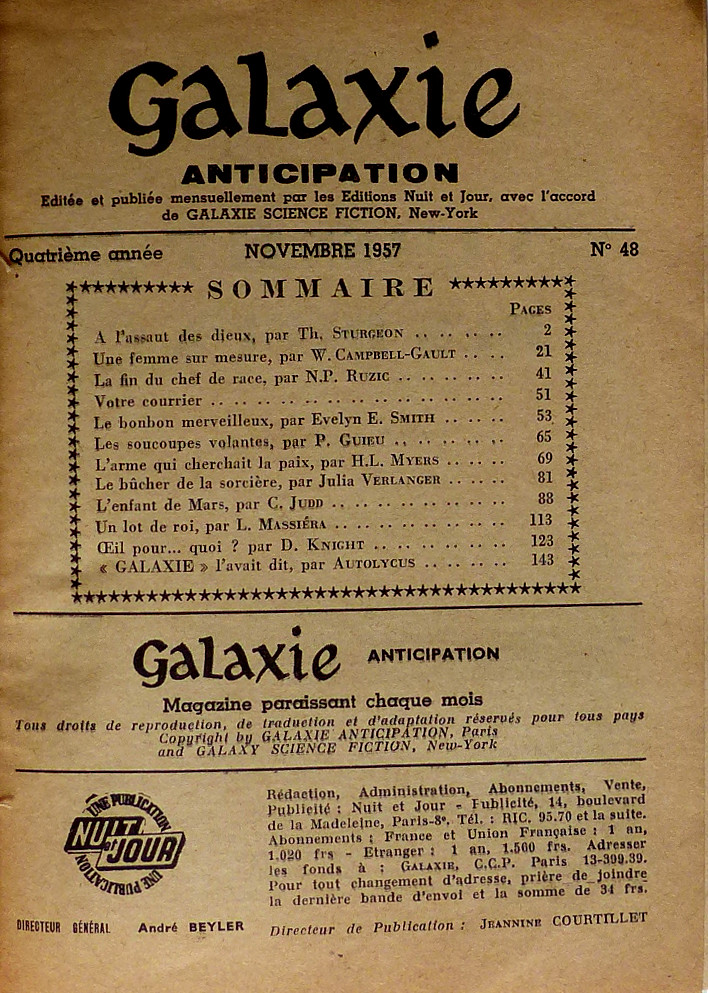 Galaxie
ANTICIPATION
Editée et publiée mensuellement par les Editions Nuit et Jour, avec l'accord
de GALAXIE SCIENCE FICTION, New-York
Quatrième année NOVEMBRE 1957 N° 48
SOMMAIRE
PAGES
A l'assaut des dieux, par Th. STURGEON . . . . . . . . 2
Une femme sur mesure, par W. CAMPBELL-GAULT . . . . 21
La fin du chef de race, par N.P. RUZIC . . . . . . . . . 41
Votre courrier . . . . . . . . . . . . . . . . . . . . . 51
Le bonbon merveilleux, par Evelyn E. SMITH . . . . . 53
Les soucoupes volantes, par P. GUIEU . . . . . . . . . 65
L'arme qui cherchait la paix, par H.L. MYERS . . . . . 69
Le bûcher de la sorcière, par Julia VERLANGER . . . . . 81
L'enfant de Mars, par C. JUDD . . . . . . . . . . . . . . 88
Un lot de roi, par L. MASSIÉRA . . . . . . . . . . . . . . 113
Œil pour... quoi ? par D. KNIGHT . . . . . . . . . . . 123
« GALAXIE » l'avait dit, par AUTOLYCUS . . . . . . . 143
Galaxie ANTICIPATION
Magazine paraissant chaque mois
Tous droits de reproduction, de traduction et d'adaptation réservés pour tous pays
Copyright by GALAXIE ANTICIPATION, Paris
and GALAXY SCIENCE FICTION, New-York
UNE PUBLICATION
NUIT et JOUR
UNE PUBLICATION
Rédaction, Administration, Abonnements, Vente,
Publicité : Nuit et Jour - Publicité, 14, boulevard
de la Madeleine, Paris-8e. Tél. : RIC. 95.70 et la suite.
Abonnements : France et Union Française : 1 an,
1.020 frs - Etranger : 1 an, 1.500 frs. Adresser
les fonds à : GALAXIE, C.C.P. Paris 13-399.39.
Pour tout changement d'adresse, prière de joindre
la dernière bande d'envoi et la somme de 34 frs.
DIRECTEUR GÉNÉRAL André BEYLER
Directeur de Publication : JEANNINE COURTILLET